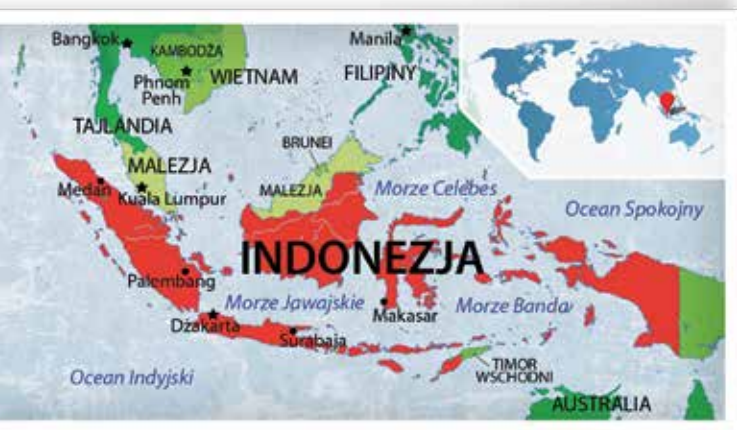 Bangkok
KAMBODŻA
Manila
Phnom
Penh
WIETNAM
FILIPINY
TAJLANDIA
BRUNEI
MALEZJA
Medan
Kuala Lumpur
MALEZJA
Morze Celebes
Ocean Spokojny
INDONEZJA
Palembang
Morze Jawajskie
Makasar
Morze Banda
Dżakarta
Surabaja
Ocean Indyjski
TIMOR
WSCHODNI
AUSTRALIA